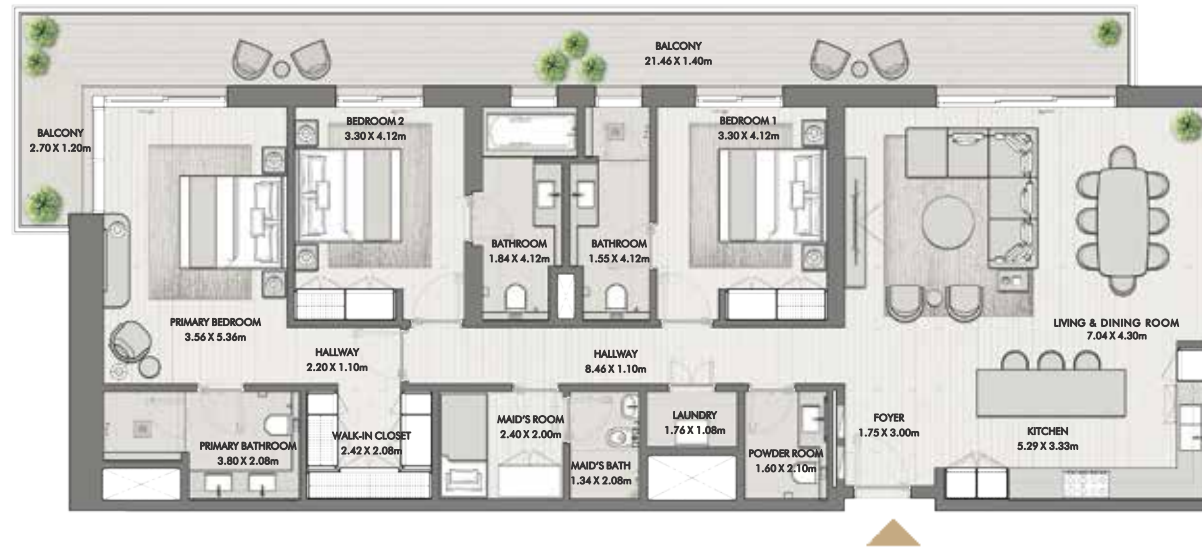 BALCONY
21.46 X 1.40m
BALCONY
2.70 X 1.20m
BEDROOM 2
3.30 X 4.12m
BEDROOM 1
3.30 X 4.12m
BATHROOM
1.84 X 4.12m
BATHROOM
1.55 X 4.12m
PRIMARY BEDROOM
3.56 X 5.36m
LIVING & DINING ROOM
7.04 X 4.30m
HALLWAY
2.20 X 1.10m
HALLWAY
8.46 X 1.10m
PRIMARY BATHROOM
3.80 X 2.08m
WALK-IN CLOSET
2.42 X 2.08m
MAID'S ROOM
2.40 X 2.00m
MAID'S BATH
1.34 X 2.08m
LAUNDRY
1.76 X 1.08m
POWDER ROOM
1.60 X 2.10m
FOYER
1.75 X 3.00m
KITCHEN
5.29 X 3.33m